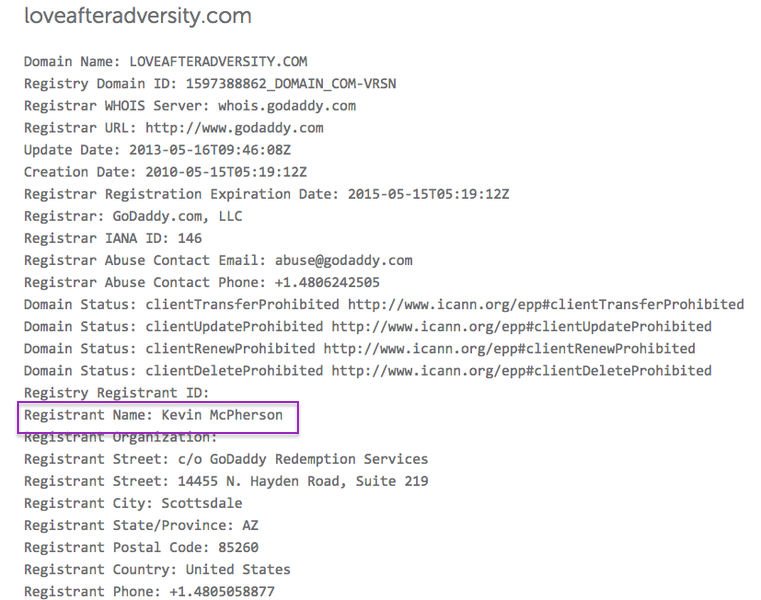 loveafteradversity.com
Domain Name: LOVEAFTERADVERSITY.COM
Registry Domain ID: 1597388862_DOMAIN_COM-VRSN
Registrar WHOIS Server: whois.godaddy.com
Registrar URL: http://www.godaddy.com
Update Date: 2013-05-16T09:46:08Z
Creation Date: 2010-05-15T05:19:12Z
Registrar Registration Expiration Date: 2015-05-15T05:19:12Z
Registrar: GoDaddy.com, LLC
Registrar IANA ID: 146
Registrar Abuse Contact Email: abuse@godaddy.com
Registrar Abuse Contact Phone: +1.4806242505
Domain Status: clientTransferProhibited http://www.icann.org/epp#clientTransferProhibited
Domain Status: clientUpdateProhibited http://www.icann.org/epp#clientUpdateProhibited
Domain Status: clientRenewProhibited http://www.icann.org/epp#clientRenewProhibited
Domain Status: clientDeleteProhibited http://www.icann.org/epp#clientDeleteProhibited
Registry Registrant ID:
Registrant Name: Kevin McPherson
Registrant Organization:
Registrant Street: c/o GoDaddy Redemption Services
Registrant Street: 14455 N. Hayden Road, Suite 219
Registrant City: Scottsdale
Registrant State/Province: AZ
Registrant Postal Code: 85260
Registrant Country: United States
Registrant Phone: +1.4805058877